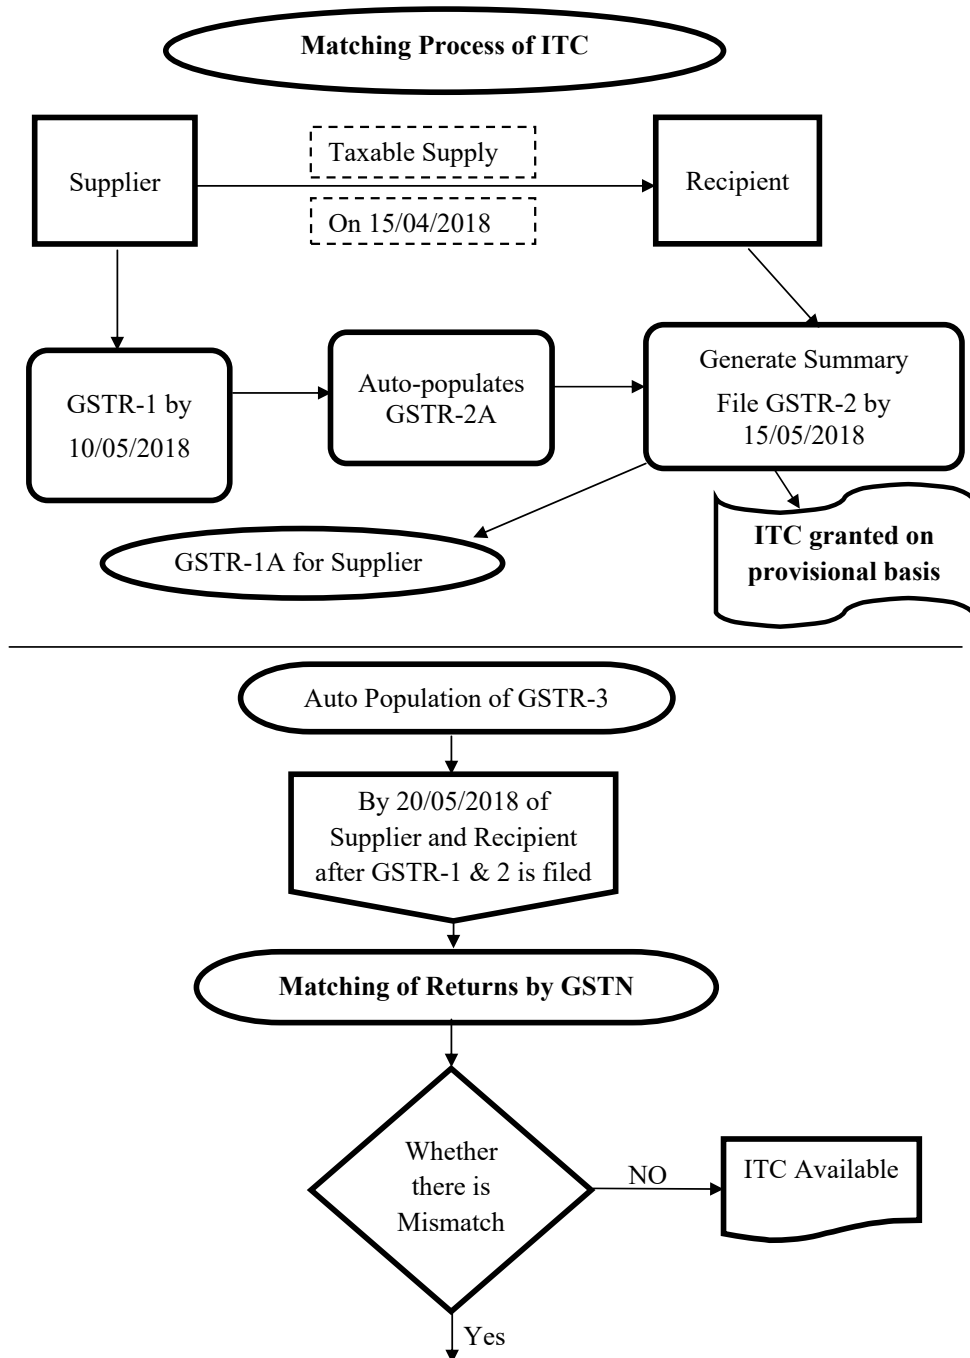 Matching Process of ITC
Supplier
Taxable Supply
On 15/04/2018
Recipient
GSTR-1 by
10/05/2018
Auto-populates
GSTR-2A
Generate Summary
File GSTR-2 by
15/05/2018
GSTR-1A for Supplier
ITC granted on
provisional basis
Auto Population of GSTR-3
By 20/05/2018 of
Supplier and Recipient
after GSTR-1 & 2 is filed
Matching of Returns by GSTN
Whether
there is
Mismatch
NO
ITC Available
Yes